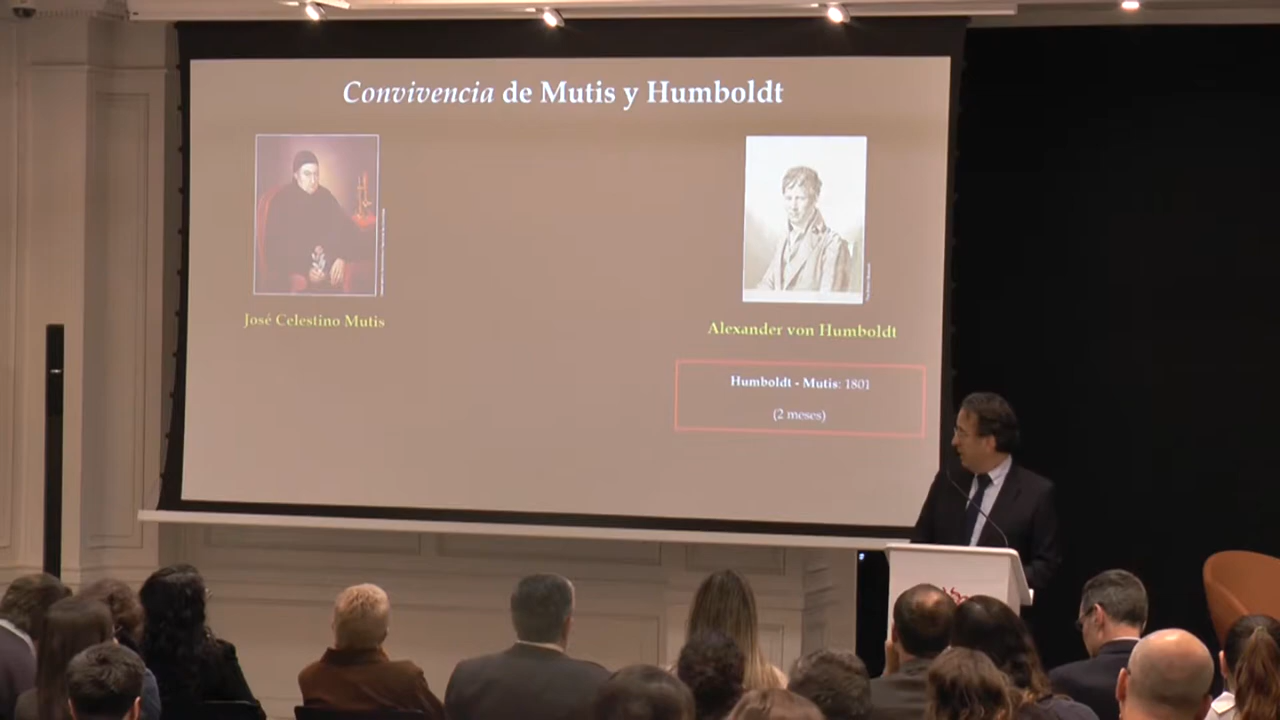 Convivencia de Mutis y Humboldt
José Celestino Mutis
Alexander von Humboldt
Humboldt - Mutis: 1801
(2 meses)